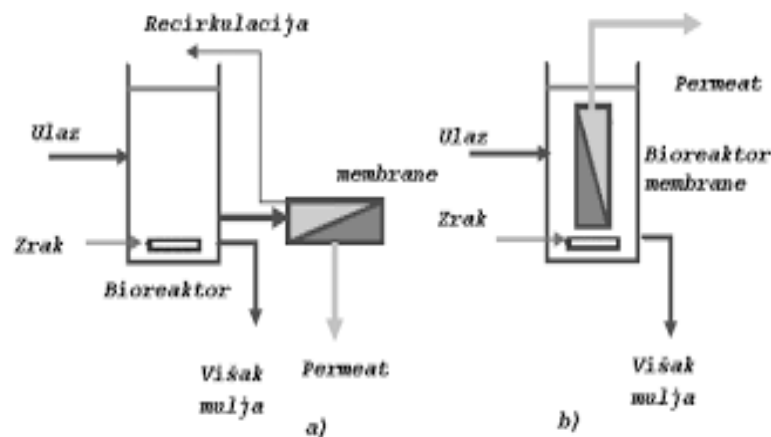 Recirkulacija
Ulaz
membrane
Zrak
Bioreaktor
Višak
mulja
Permeat
a)
Permeat
Ulaz
Bioreaktor
membrane
Zrak
Višak
mulja
b)